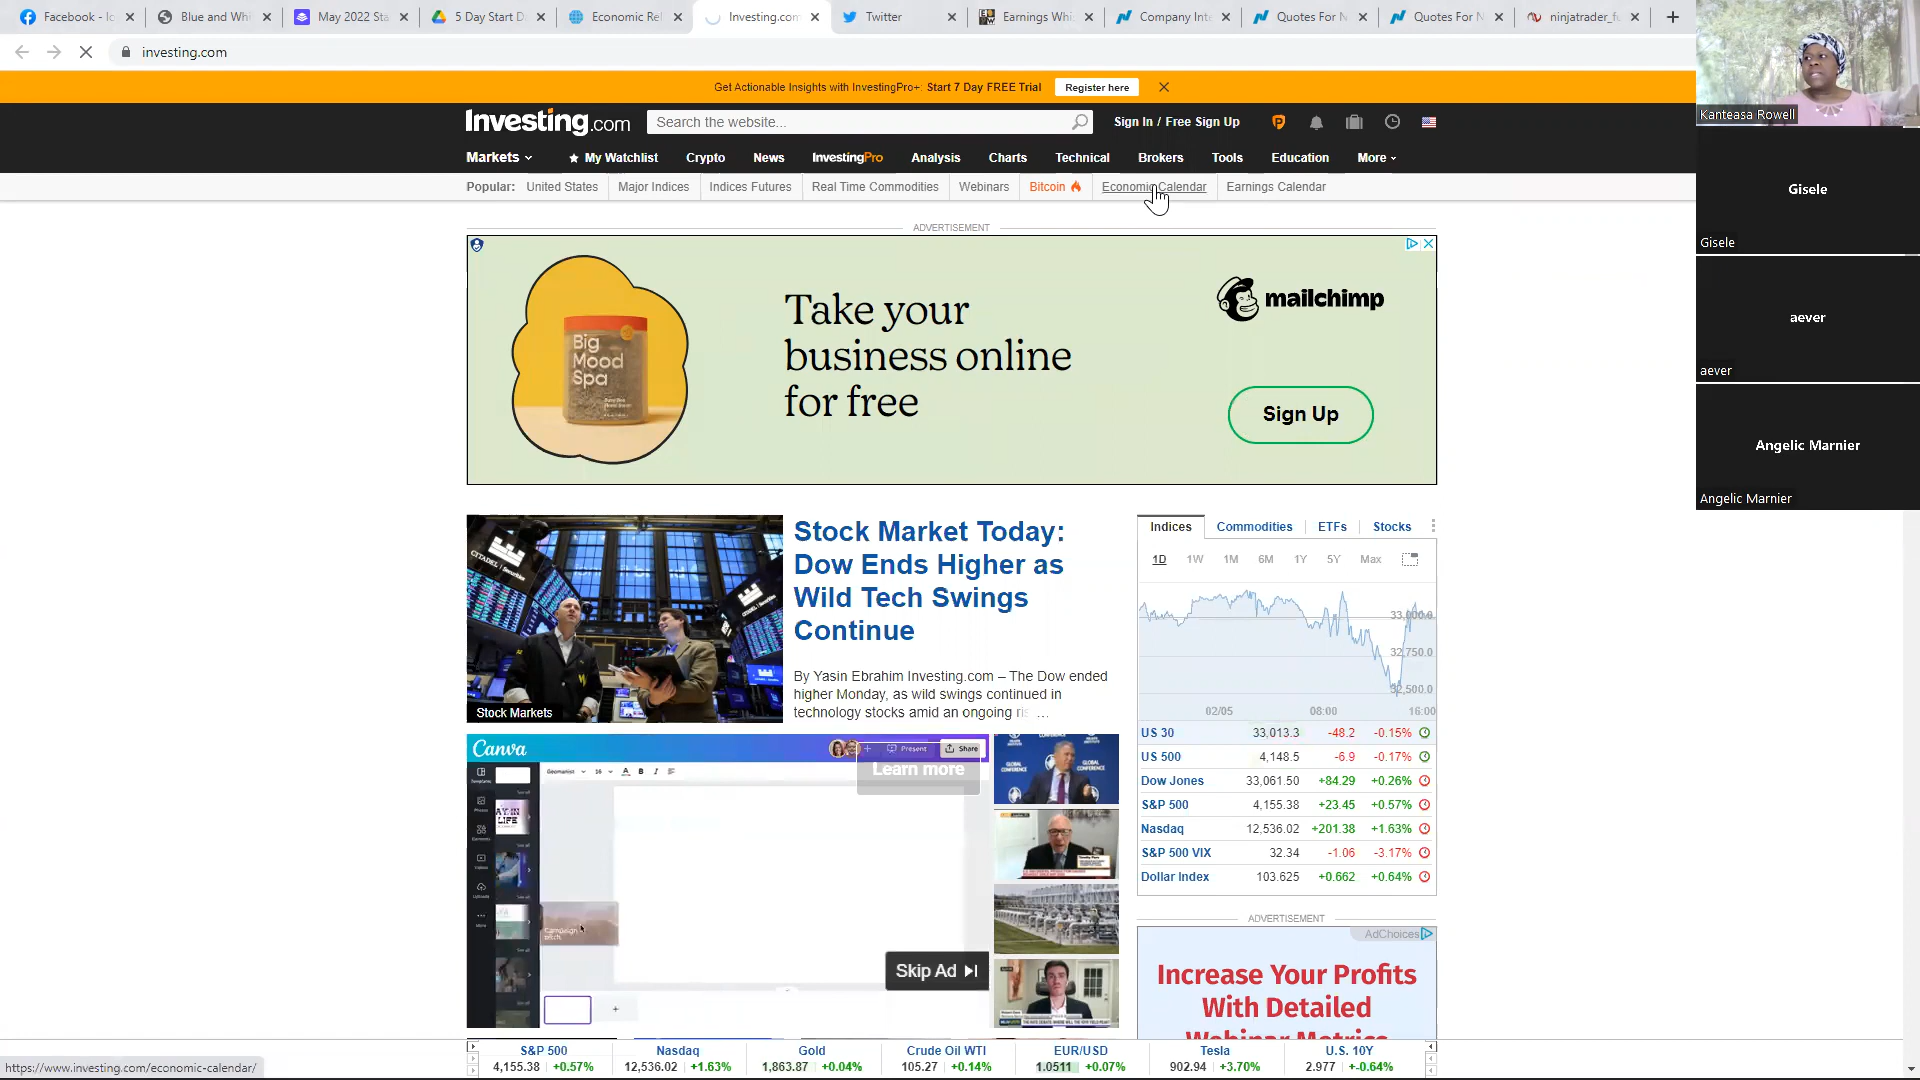 Facebook - lo
Blue and Whi
May 2022 Sta
5 Day Start D
Economic Rel
Investing.com
Twitter
Earnings Whis
Company Inte
Quotes For N
Quotes For N
ninjatrader_fu
investing.com
Get Actionable Insights with InvestingPro+: Start 7 Day FREE Trial
Register here
Investing.com
Search the website...
Sign In / Free Sign Up
Markets
My Watchlist
Crypto
News
InvestingPro
Analysis
Charts
Technical
Brokers
Tools
Education
More
Popular:
United States
Major Indices
Indices Futures
Real Time Commodities
Webinars
Bitcoin
Economic Calendar
Earnings Calendar
ADVERTISEMENT
Big
Mood
Spa
Take your
business online
for free
mailchimp
Sign Up
Kanteasa Rowell
Gisele
Gisele
aever
aever
Angelic Marnier
Angelic Marnier
CITADEL | Securities
Stock Markets
Stock Market Today:
Dow Ends Higher as
Wild Tech Swings
Continue
By Yasin Ebrahim Investing.com – The Dow ended
higher Monday, as wild swings continued in
technology stocks amid an ongoing ris ...
Indices
Commodities
ETFs
Stocks
1D 1W 1M 6M 1Y 5Y Max
33,000.0
32,750.0
32,500.0
02/05 08:00 16:00
US 30 33,013.3 -48.2 -0.15%
US 500 4,148.5 -6.9 -0.17%
Dow Jones 33,061.50 +84.29 +0.26%
S&P 500 4,155.38 +23.45 +0.57%
Nasdaq 12,536.02 +201.38 +1.63%
S&P 500 VIX 32.34 -1.06 -3.17%
Dollar Index 103.625 +0.662 +0.64%
Canva
Present
Share
Learn more
Skip Ad
GLOBAL
CONFERENCE
ADVERTISEMENT
AdChoices
Increase Your Profits
With Detailed
Webinar Metrics
S&P 500
4,155.38 +0.57%
Nasdaq
12,536.02 +1.63%
Gold
1,863.87 +0.04%
Crude Oil WTI
105.27 +0.14%
EUR/USD
1.0511 +0.07%
Tesla
902.94 +3.70%
U.S. 10Y
2.977 +-0.64%
https://www.investing.com/economic-calendar/